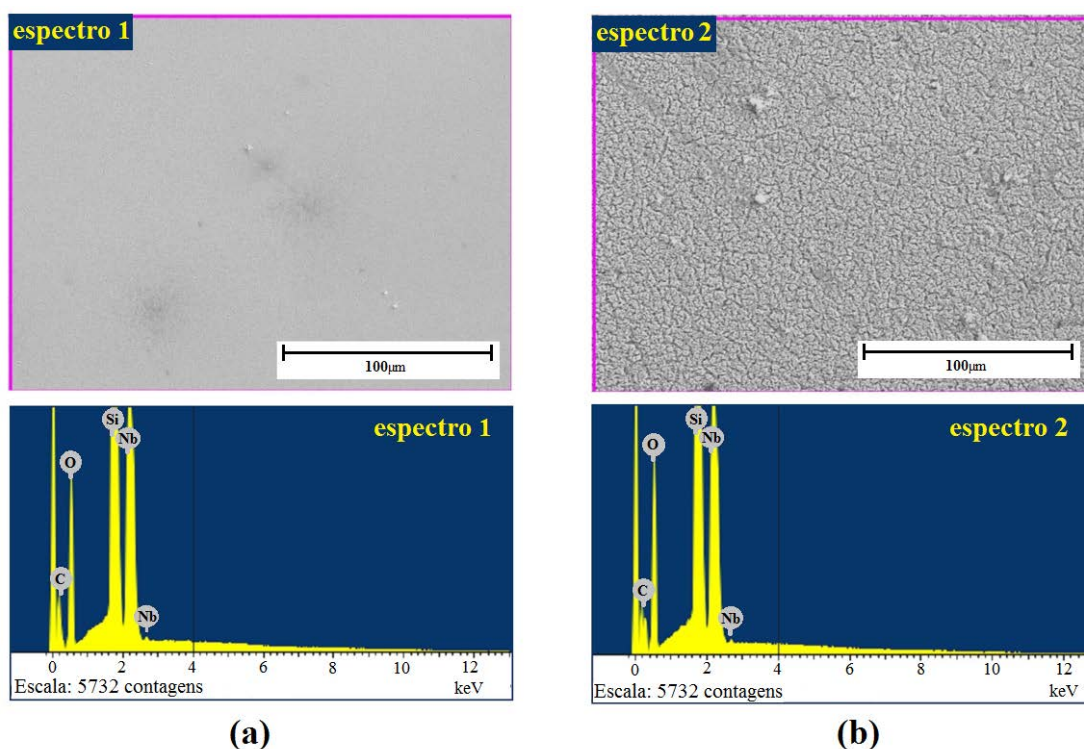 espectro 1
100μm
espectro 2
100μm
espectro 1
Si
Nb
O
C
Nb
0 2 4 6 8 10 12
Escala: 5732 contagens
keV
espectro 2
Si
Nb
O
C
Nb
0 2 4 6 8 10 12
Escala: 5732 contagens
keV
(a)
(b)